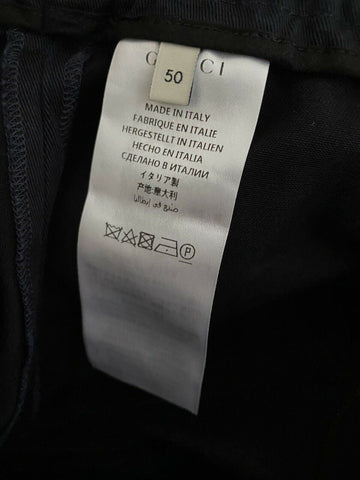 GUCCI
50
MADE IN ITALY
FABRIQUE EN ITALIE
HERGESTELLT IN ITALIEN
HECHO EN ITALIA
СДЕЛАНО В ИТАЛИИ
イタリア製
产地:意大利
صنع في إيطاليا
P